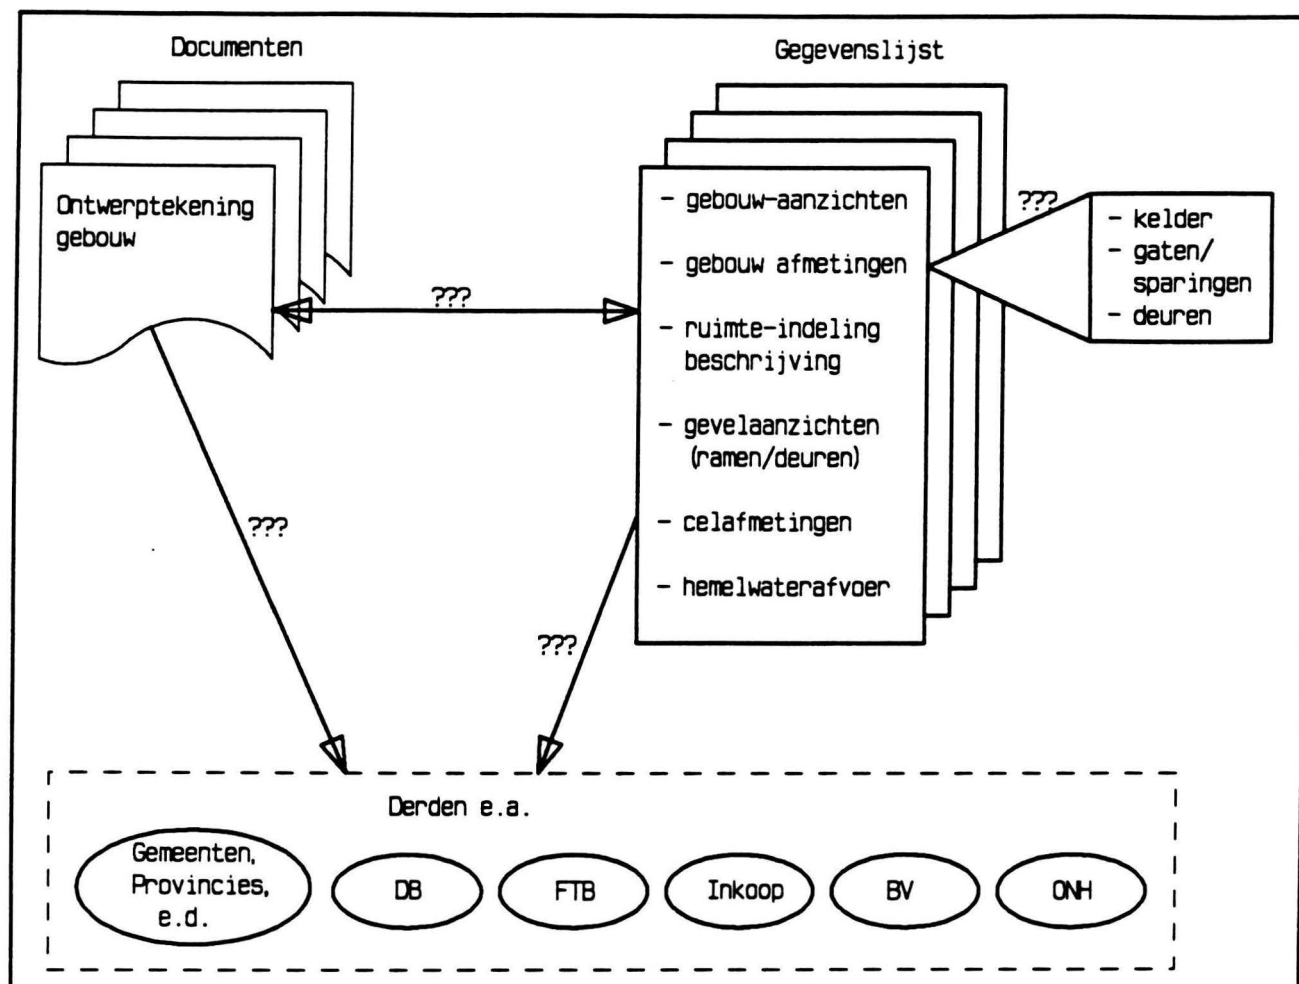 Documenten
Ontwerptekening
gebouw
Gegevenslijst
- gebouw-aanzichten
- gebouw afmetingen
- ruimte-indeling
beschrijving
- gevelaanzichten
(ramen/deuren)
- celafmetingen
- hemelwaterafvoer
???
- kelder
- gaten/
sparingen
- deuren
???
???
???
Derden e.a.
Gemeenten,
Provincies,
e.d.
DB
FTB
Inkoop
BV
ONH